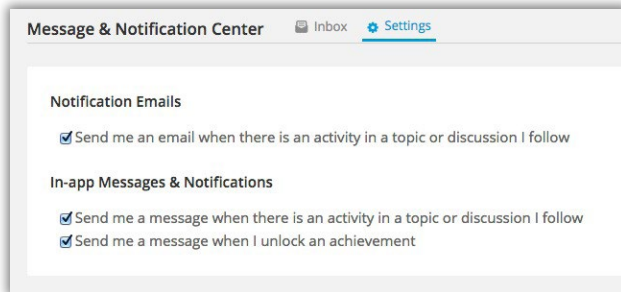 Message & Notification Center Inbox Settings
Notification Emails
Send me an email when there is an activity in a topic or discussion I follow
In-app Messages & Notifications
Send me a message when there is an activity in a topic or discussion I follow
Send me a message when I unlock an achievement